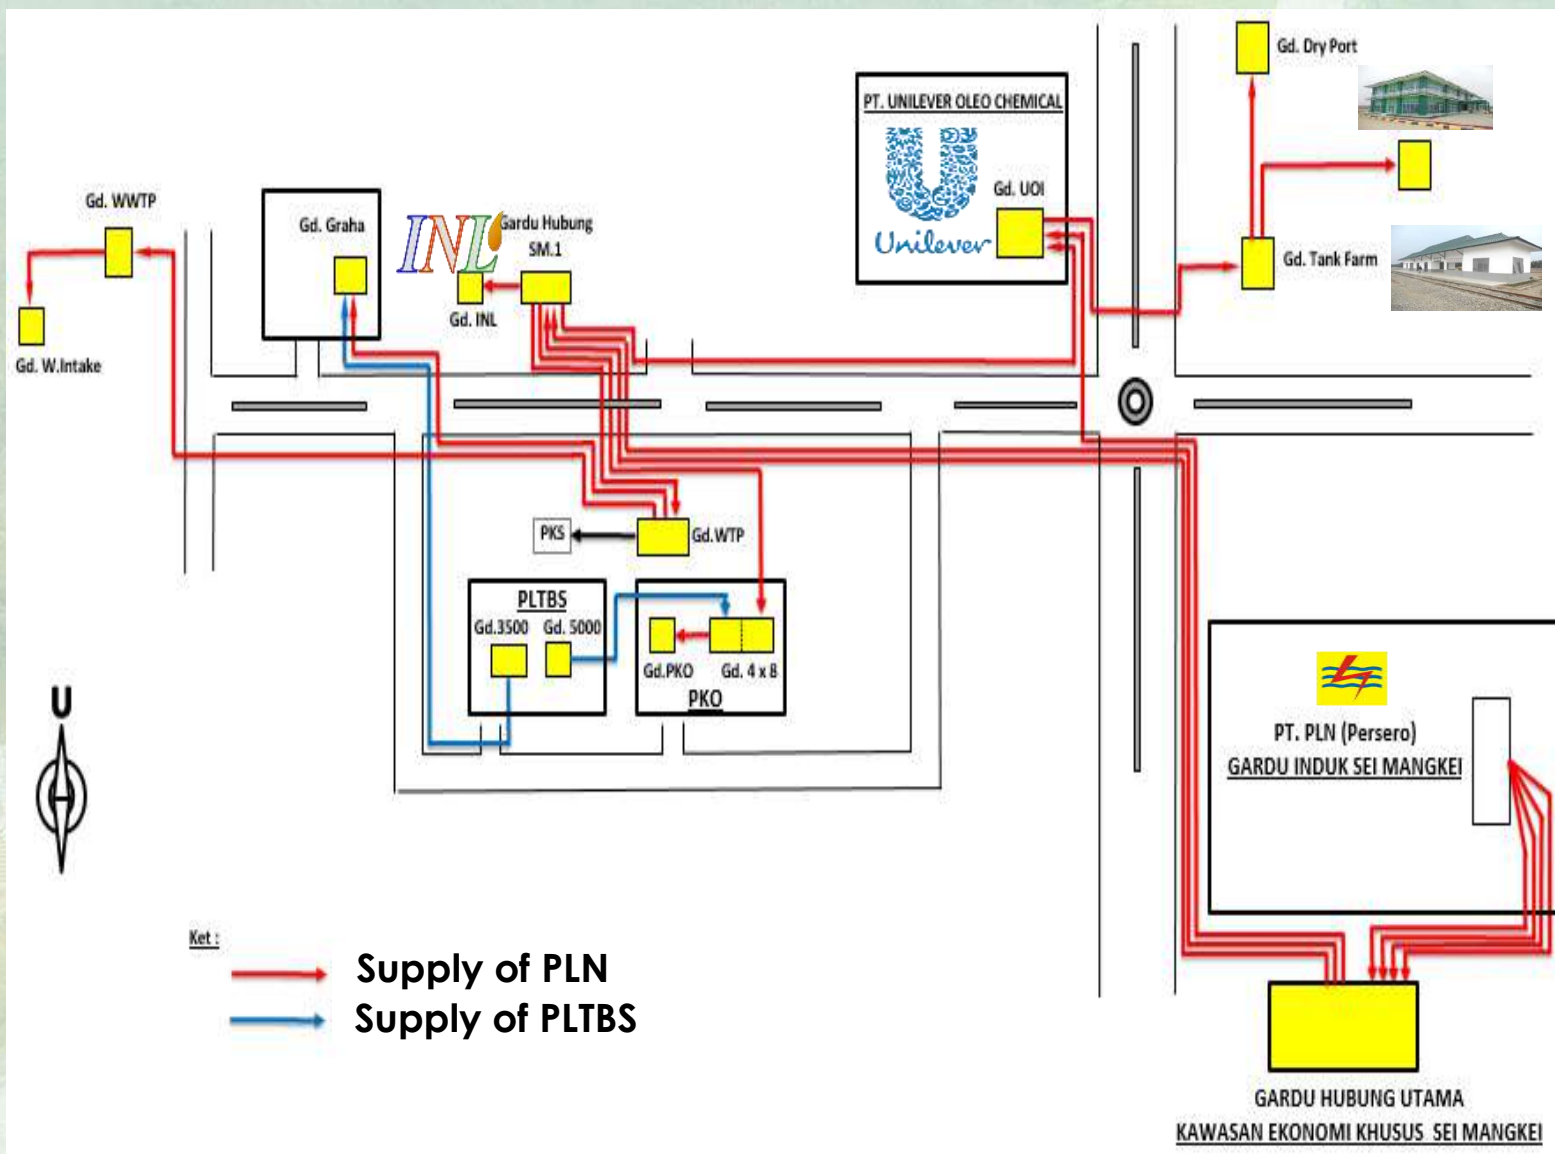 Gd. Dry Port
PT. UNILEVER OLEO CHEMICAL
Gd. UOI
Unilever
Gd. Tank Farm
Gd. WWTP
Gd. W.Intake
Gd. Graha
INL
Gardu Hubung
SM.1
Gd. INL
PKS
Gd.WTP
PLTBS
Gd.3500
Gd. 5000
Gd.PKO
Gd. 4 x 8
PKO
U
PT. PLN (Persero)
GARDU INDUK SEI MANGKEI
Ket :
Supply of PLN
Supply of PLTBS
GARDU HUBUNG UTAMA
KAWASAN EKONOMI KHUSUS SEI MANGKEI